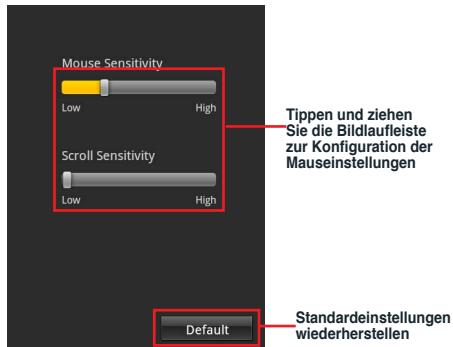 Mouse Sensitivity
Low High
Scroll Sensitivity
Low High
Default
Tippen und ziehen
Sie die Bildlaufleiste
zur Konfiguration der
Mauseinstellungen
Standardeinstellungen
wiederherstellen